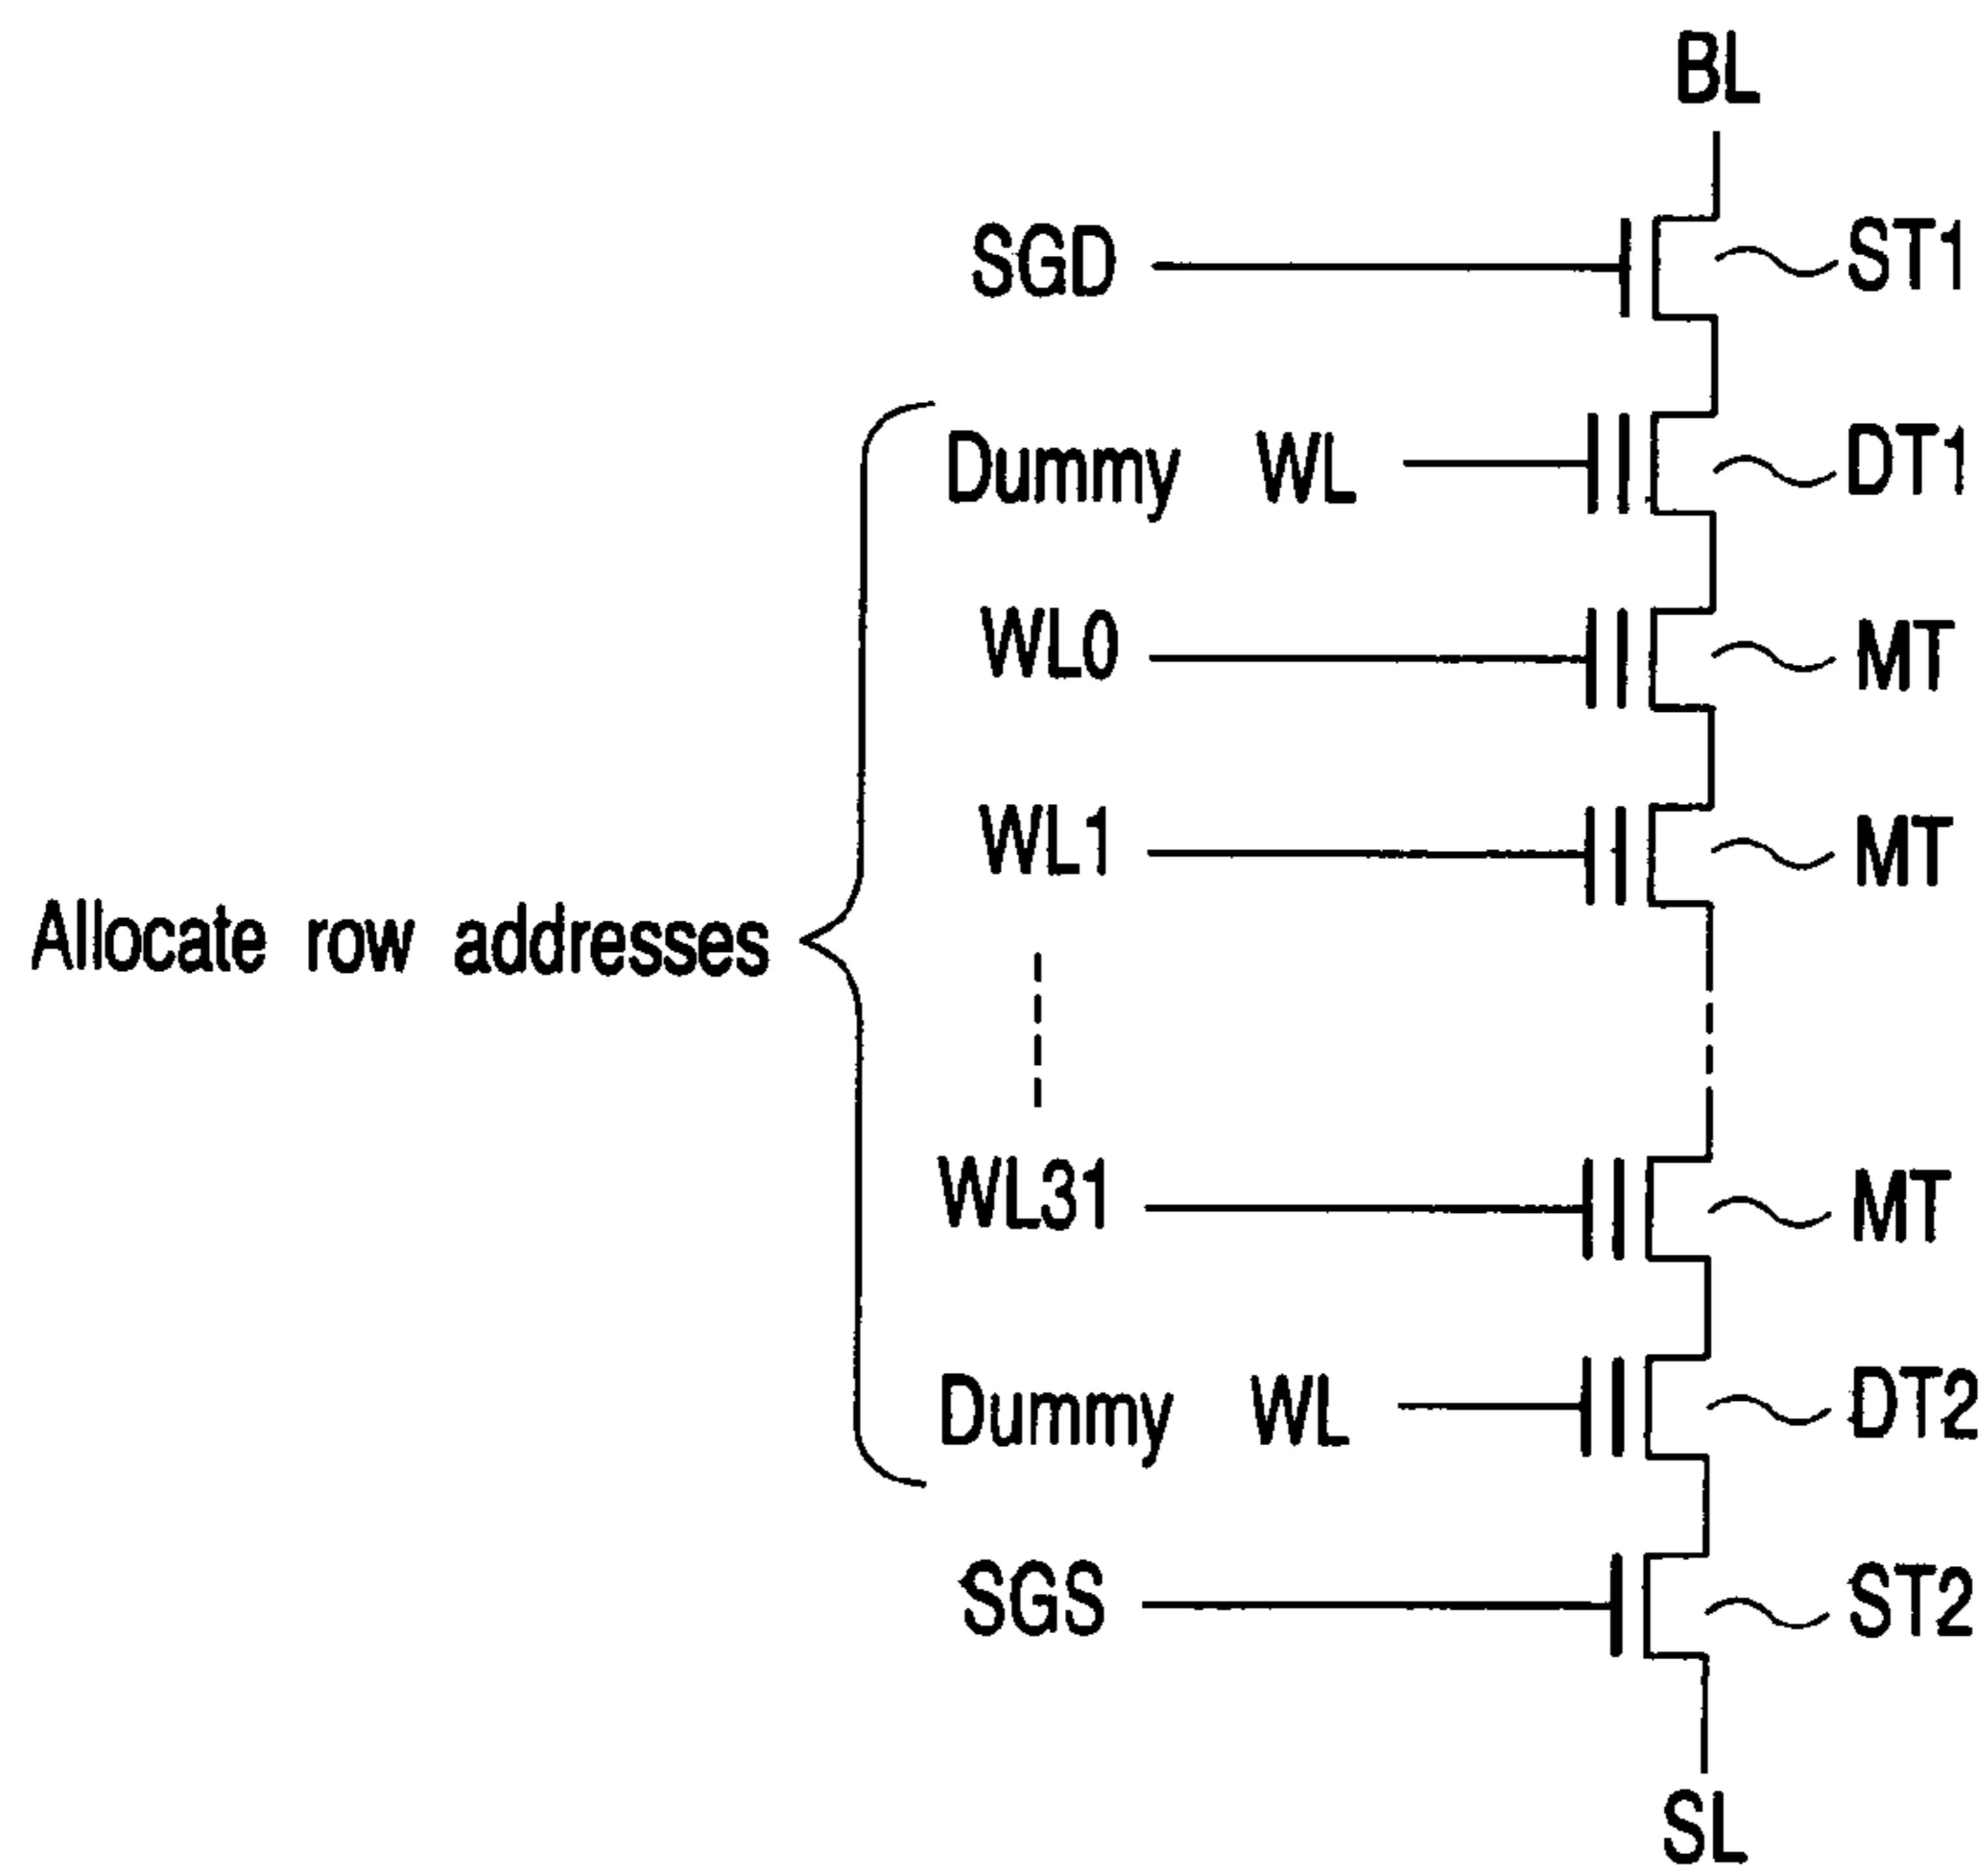 BL
SGD ST1
Dummy WL DT1
WL0 MT
WL1 MT
Allocate row addresses
WL31 MT
Dummy WL DT2
SGS ST2
SL